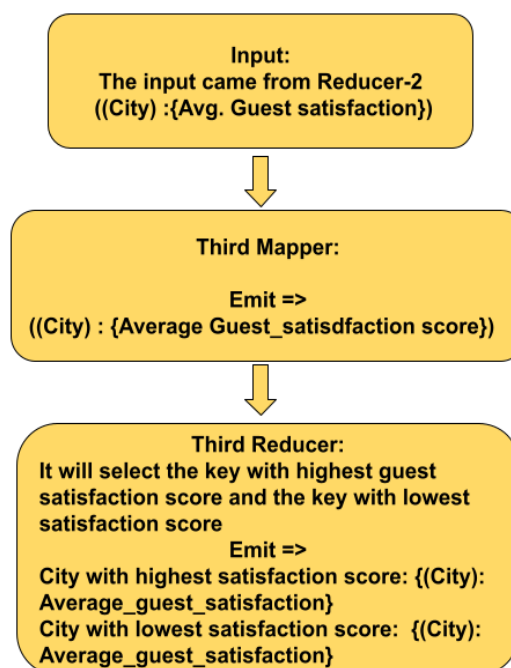 Input:
The input came from Reducer-2
((City) :{Avg. Guest satisfaction})
Third Mapper:
Emit =>
((City) : {Average Guest_satisdfaction score})
Third Reducer:
It will select the key with highest guest
satisfaction score and the key with lowest
satisfaction score
Emit =>
City with highest satisfaction score: {(City):
Average_guest_satisfaction}
City with lowest satisfaction score:  {(City):
Average_guest_satisfaction}